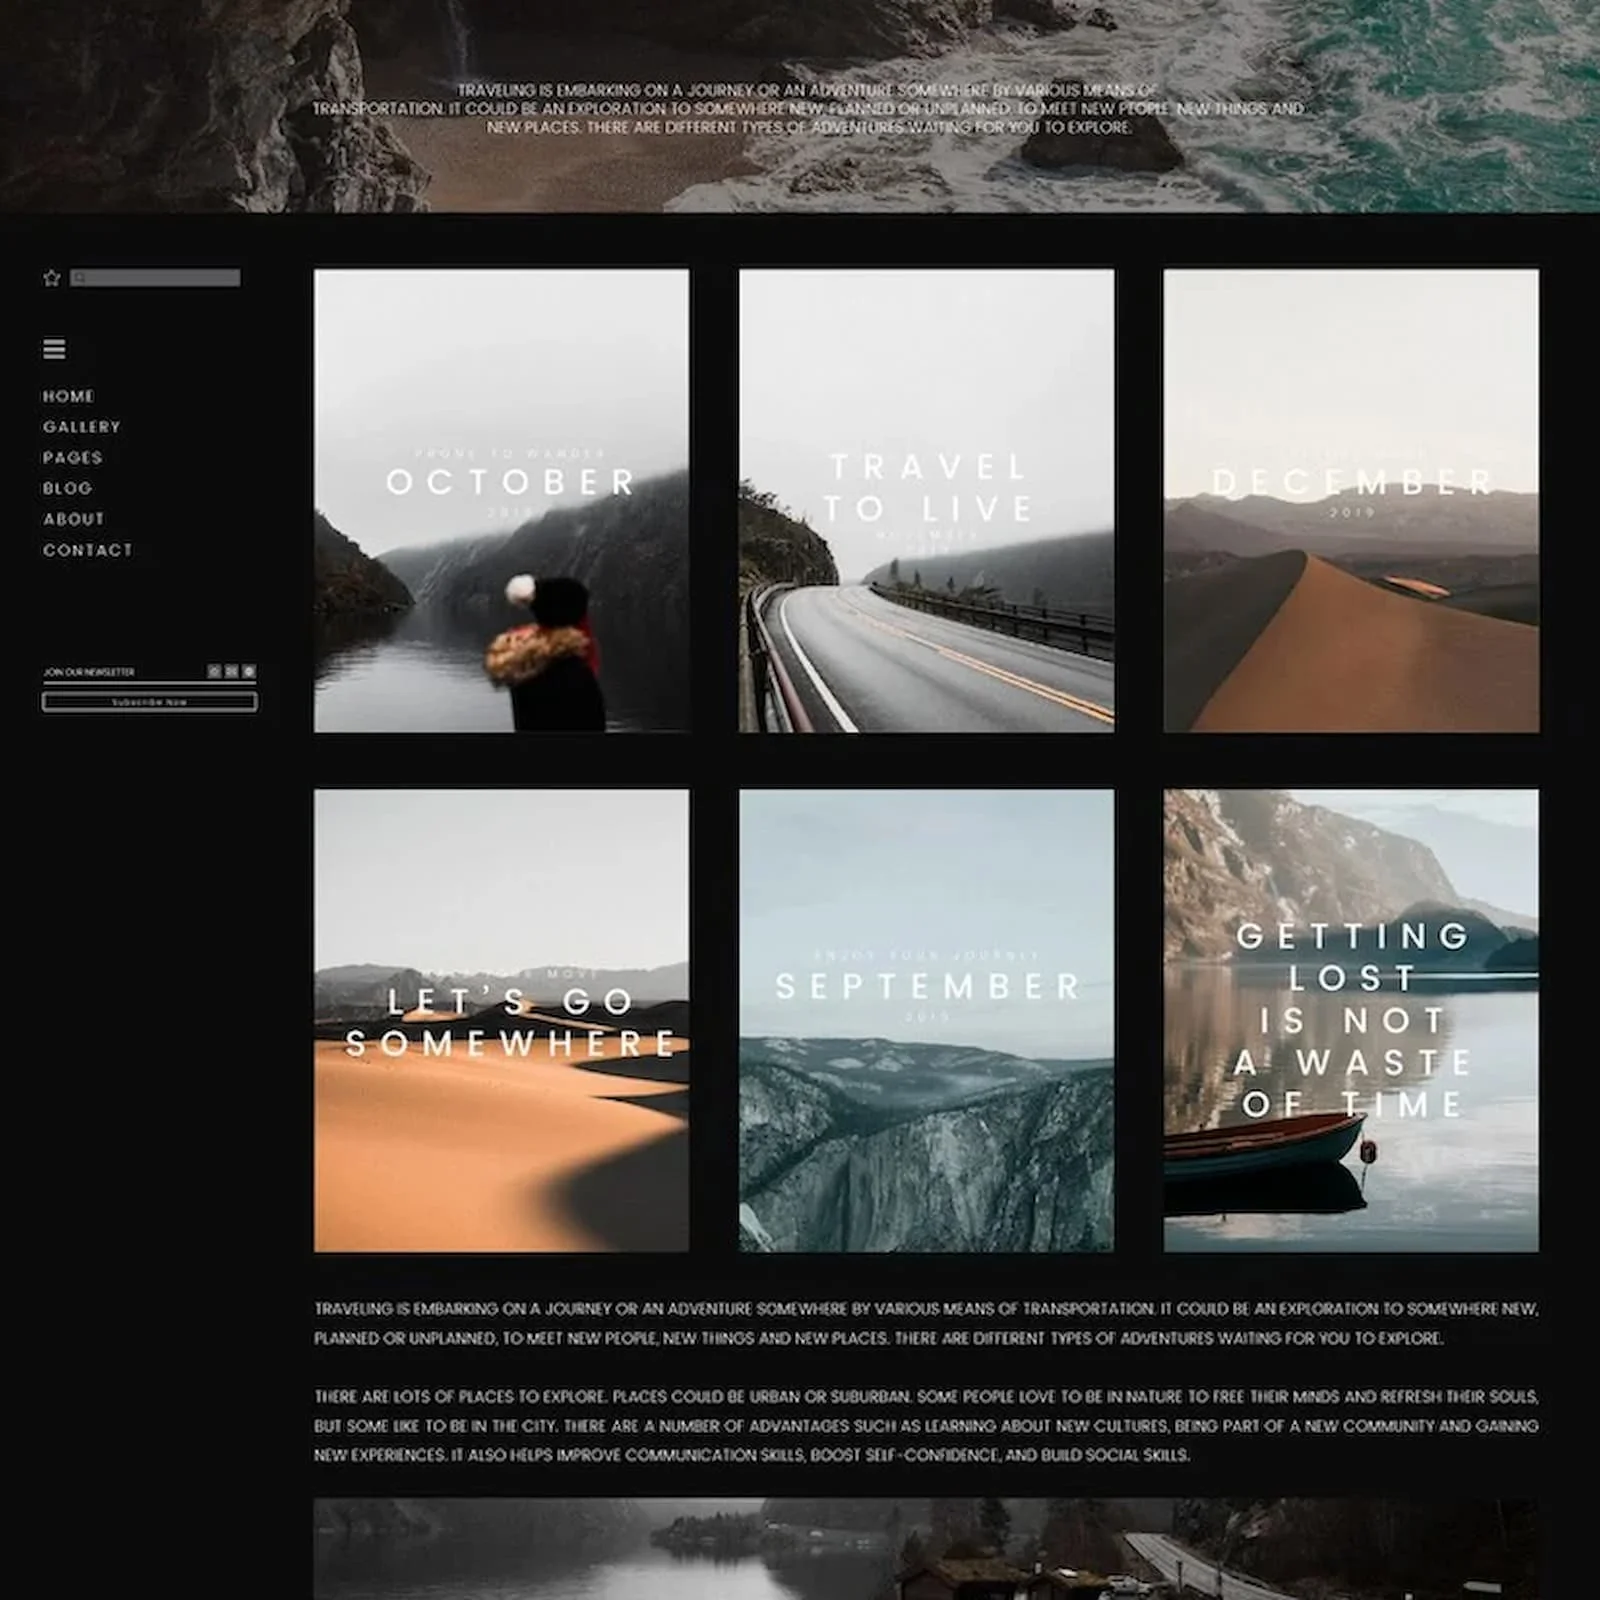 TRAVELING IS EMBARKING ON A JOURNEY OR AN ADVENTURE SOMEWHERE BY VARIOUS MEANS OF
TRANSPORTATION. IT COULD BE AN EXPLORATION TO SOMEWHERE NEW, PLANNED OR UNPLANNED, TO MEET NEW PEOPLE, NEW THINGS AND
NEW PLACES. THERE ARE DIFFERENT TYPES OF ADVENTURES WAITING FOR YOU TO EXPLORE.
HOME
GALLERY
PAGES
BLOG
ABOUT
CONTACT
JOIN OUR NEWSLETTER
Subscribe Now
PRONE TO WANDER
OCTOBER
2019
TRAVEL
TO LIVE
NOVEMBER
2019
DECEMBER
2019
MAKE YOUR MOVE
LET'S GO
SOMEWHERE
ENJOY YOUR JOURNEY
SEPTEMBER
2019
GETTING
LOST
IS NOT
A WASTE
OF TIME
TRAVELING IS EMBARKING ON A JOURNEY OR AN ADVENTURE SOMEWHERE BY VARIOUS MEANS OF TRANSPORTATION. IT COULD BE AN EXPLORATION TO SOMEWHERE NEW,
PLANNED OR UNPLANNED, TO MEET NEW PEOPLE, NEW THINGS AND NEW PLACES. THERE ARE DIFFERENT TYPES OF ADVENTURES WAITING FOR YOU TO EXPLORE.
THERE ARE LOTS OF PLACES TO EXPLORE. PLACES COULD BE URBAN OR SUBURBAN. SOME PEOPLE LOVE TO BE IN NATURE TO FREE THEIR MINDS AND REFRESH THEIR SOULS,
BUT SOME LIKE TO BE IN THE CITY. THERE ARE A NUMBER OF ADVANTAGES SUCH AS LEARNING ABOUT NEW CULTURES, BEING PART OF A NEW COMMUNITY AND GAINING
NEW EXPERIENCES. IT ALSO HELPS IMPROVE COMMUNICATION SKILLS, BOOST SELF-CONFIDENCE, AND BUILD SOCIAL SKILLS.